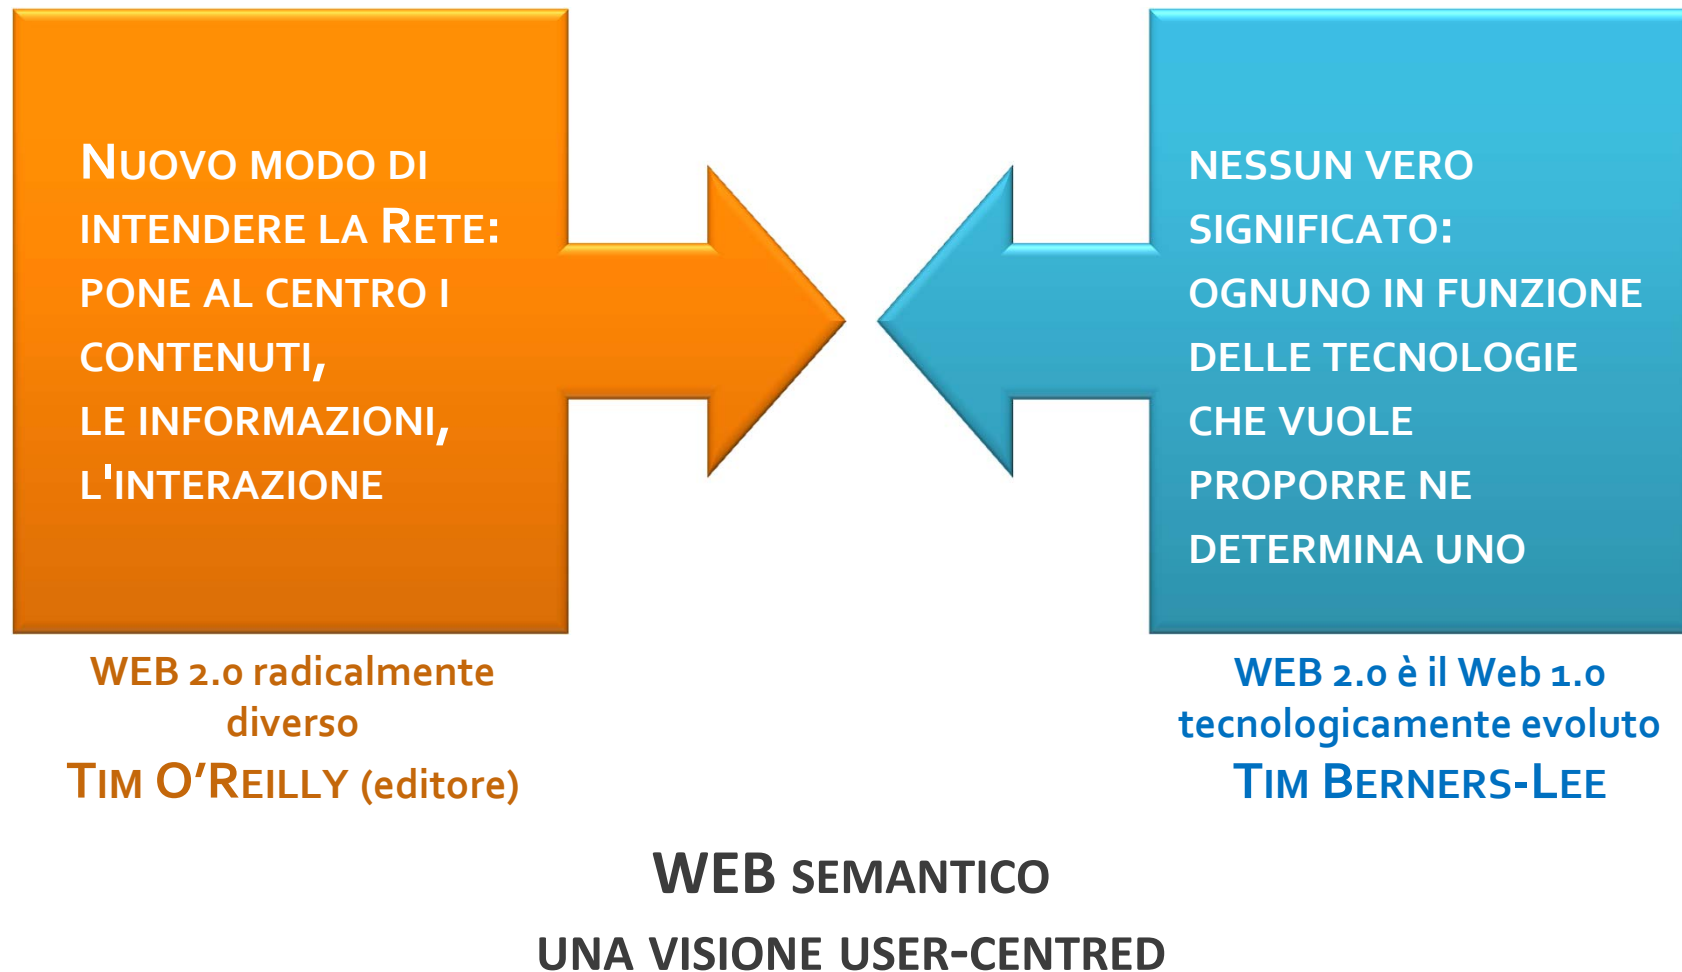 Nuovo modo di
intendere la Rete:
pone al centro i
contenuti,
le informazioni,
l'interazione
WEB 2.0 radicalmente
diverso
Tim O’Reilly (editore)
nessun vero
significato:
ognuno in funzione
delle tecnologie
che vuole
proporre ne
determina uno
WEB 2.0 è il Web 1.0
tecnologicamente evoluto
Tim Berners-Lee
WEB semantico
una visione user-centred